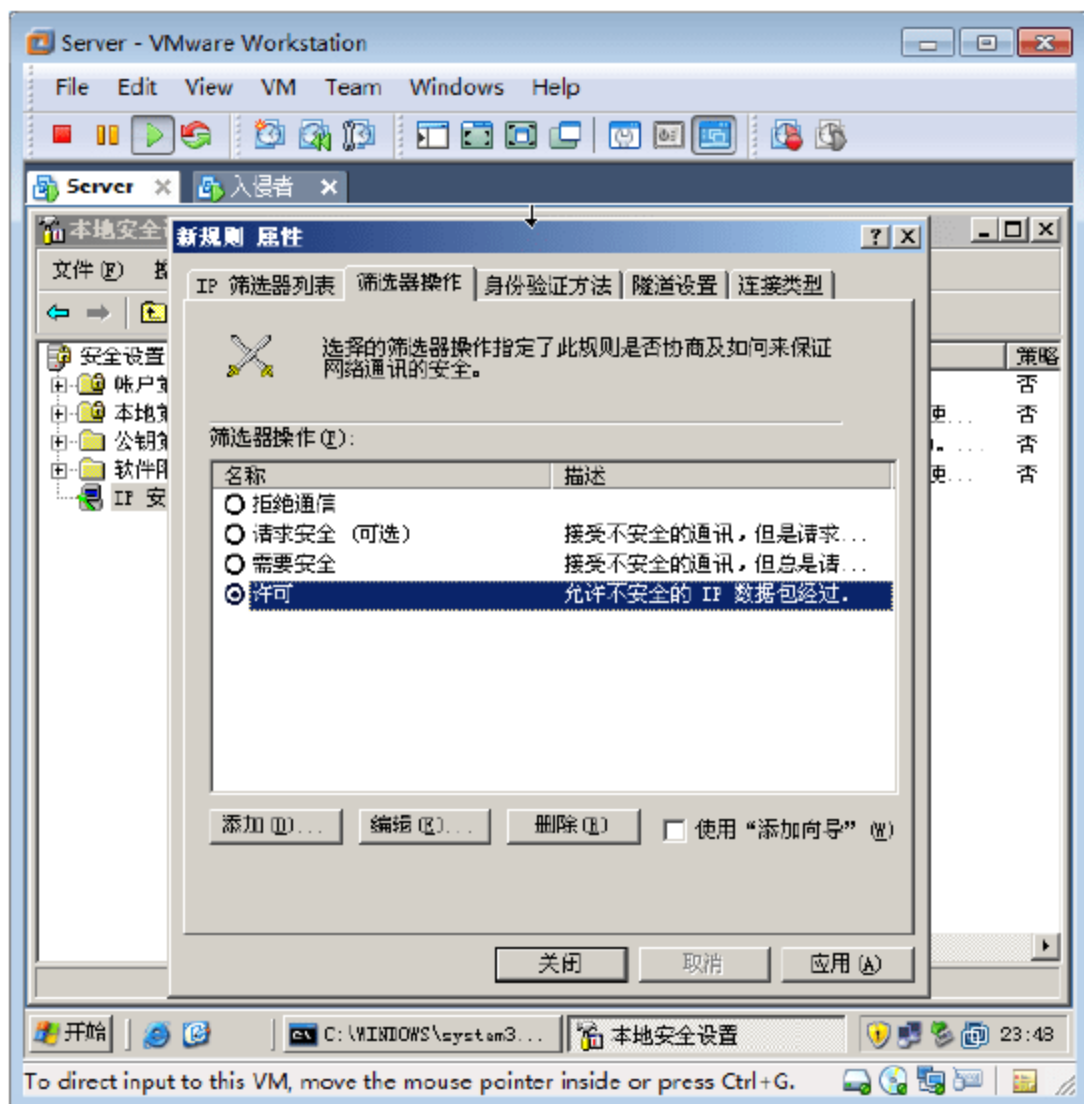 Server - VMware Workstation
File Edit View VM Team Windows Help
Server 入侵者
本地安全
新规则 属性
文件(F)
IP 筛选器列表 筛选器操作 身份验证方法 隧道设置 连接类型
选择的筛选器操作指定了此规则是否协商及如何来保证
网络通讯的安全。
安全设置
帐户
本地
公钥
软件
IP 安
策略
否
使... 否
否
使... 否
筛选器操作(I):
名称 描述
拒绝通信
请求安全 (可选) 接受不安全的通讯，但是请求...
需要安全 接受不安全的通讯，但总是请...
许可 允许不安全的 IP 数据包经过.
添加(D)... 编辑(E)... 删除(R) 使用“添加向导”(W)
关闭 取消 应用(A)
开始 C:\WINDOWS\system3... 本地安全设置 23:48
To direct input to this VM, move the mouse pointer inside or press Ctrl+G.